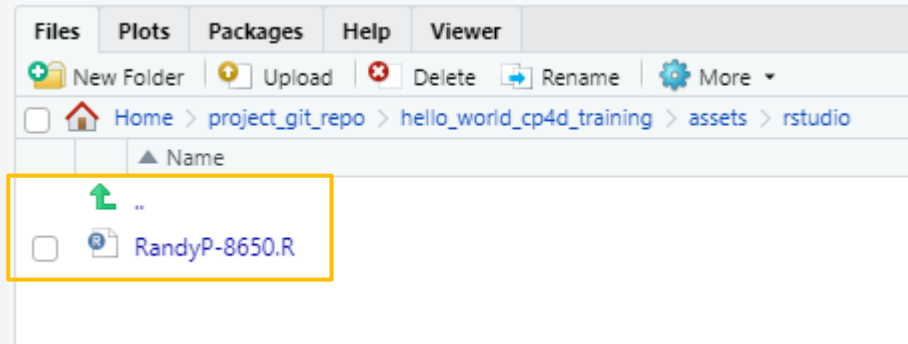 Files Plots Packages Help Viewer
New Folder Upload Delete Rename More
Home > project_git_repo > hello_world_cp4d_training > assets > rstudio
Name
..
RandyP-8650.R